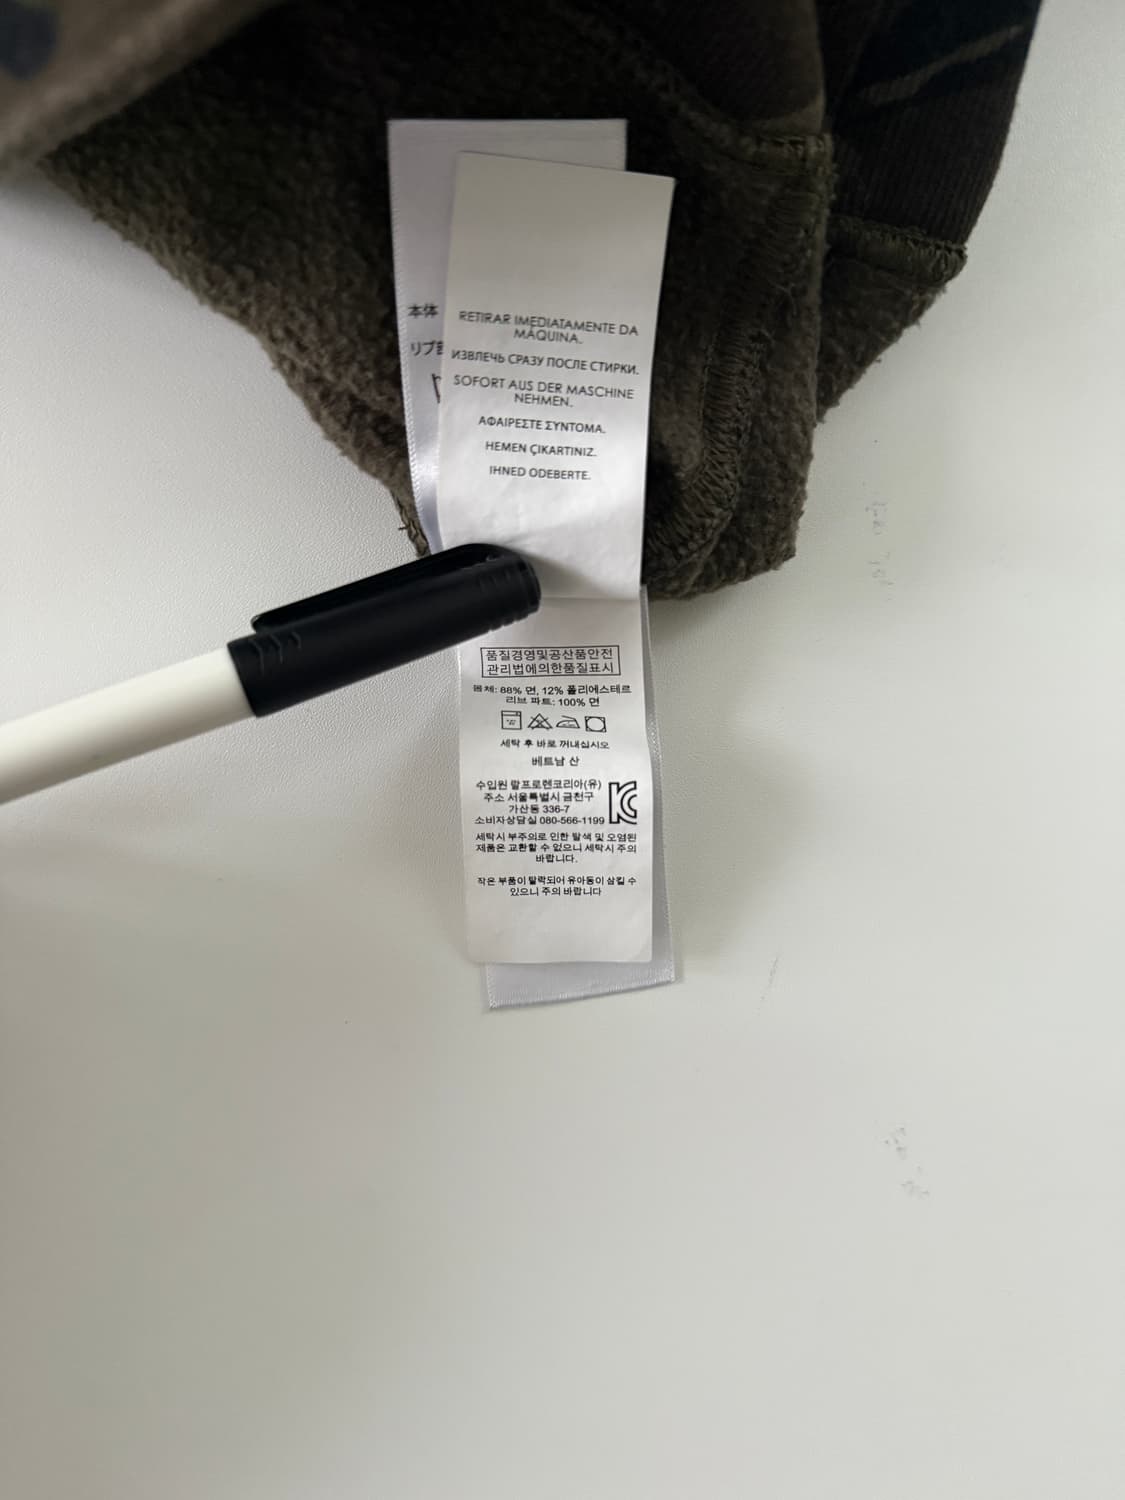 本体
リブ
RETIRAR IMEDIATAMENTE DA
MÁQUINA.
ИЗВЛЕЧЬ СРАЗУ ПОСЛЕ СТИРКИ.
SOFORT AUS DER MASCHINE
NEHMEN.
ΑΦΑΙΡΕΣΤΕ ΣΥΝΤΟΜΑ.
HEMEN ÇIKARTINIZ.
IHNED ODEBERTE.
품질경영및공산품안전
관리법에의한품질표시
몸체: 88% 면, 12% 폴리에스테르
리브 파트: 100% 면
세탁 후 바로 꺼내십시오
베트남 산
수입원 랄프로렌코리아(유)
주소 서울특별시 금천구
가산동 336-7
소비자상담실 080-566-1199
세탁시 부주의로 인한 탈색 및 오염된
제품은 교환할 수 없으니 세탁시 주의
바랍니다.
작은 부품이 탈락되어 유아동이 삼킬 수
있으니 주의 바랍니다